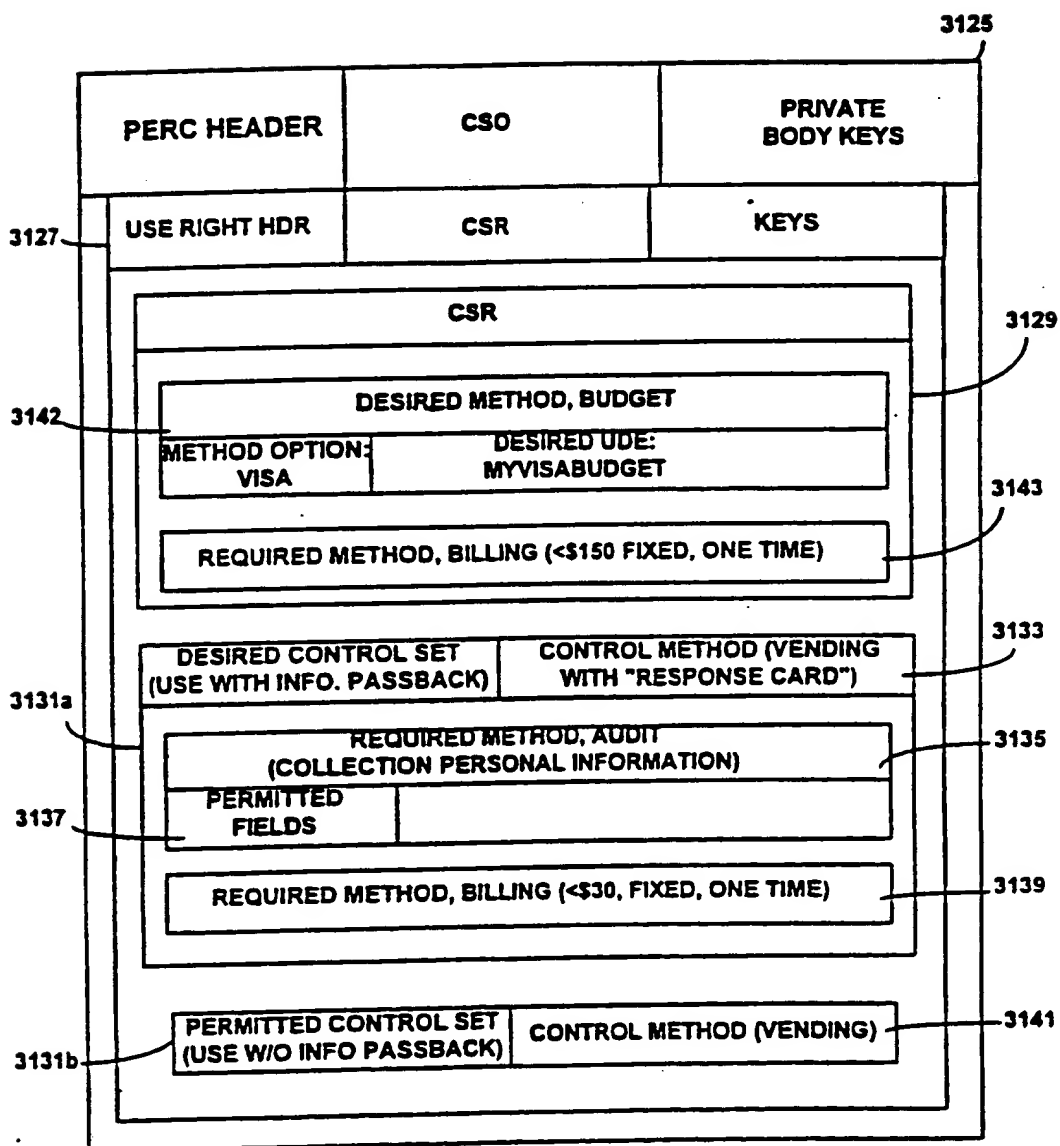 3125
PERC HEADER
CSO
PRIVATE
BODY KEYS
3127
USE RIGHT HDR
CSR
KEYS
CSR
3129
3142
DESIRED METHOD, BUDGET
METHOD OPTION:
VISA
DESIRED UDE:
MYVISABUDGET
3143
REQUIRED METHOD, BILLING (<$150 FIXED, ONE TIME)
3133
DESIRED CONTROL SET
(USE WITH INFO. PASSBACK)
CONTROL METHOD (VENDING
WITH "RESPONSE CARD")
3131a
REQUIRED METHOD, AUDIT
(COLLECTION PERSONAL INFORMATION)
3135
3137
PERMITTED
FIELDS
REQUIRED METHOD, BILLING (<$30, FIXED, ONE TIME)
3139
PERMITTED CONTROL SET
(USE W/O INFO PASSBACK)
CONTROL METHOD (VENDING)
3141
3131b